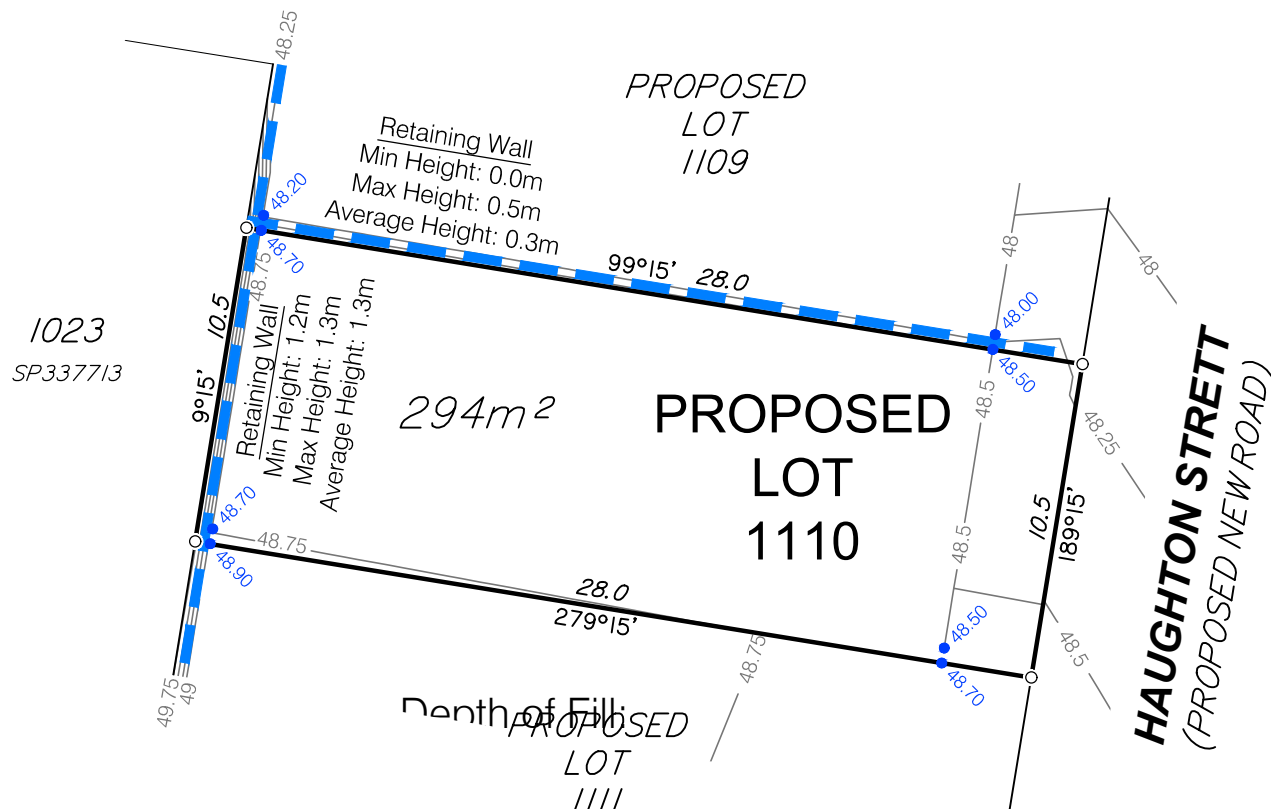 48.25
PROPOSED
LOT
1109
Retaining Wall
Min Height: 0.0m
Max Height: 0.5m
Average Height: 0.3m
48.20
48.70
48.75
99°15'
28.0
48
48
48.00
48.50
1023
SP337713
10.5
9°15'
Retaining Wall
Min Height: 1.2m
Max Height: 1.3m
Average Height: 1.3m
294m²
PROPOSED
LOT
1110
48.5
48.25
48.5
10.5
189°15'
HAUGHTON STRETT
(PROPOSED NEW ROAD)
48.70
48.90
48.75
28.0
279°15'
48.50
48.70
48.5
48.75
49.75
49
Depth of Fill:
PROPOSED
LOT
1111